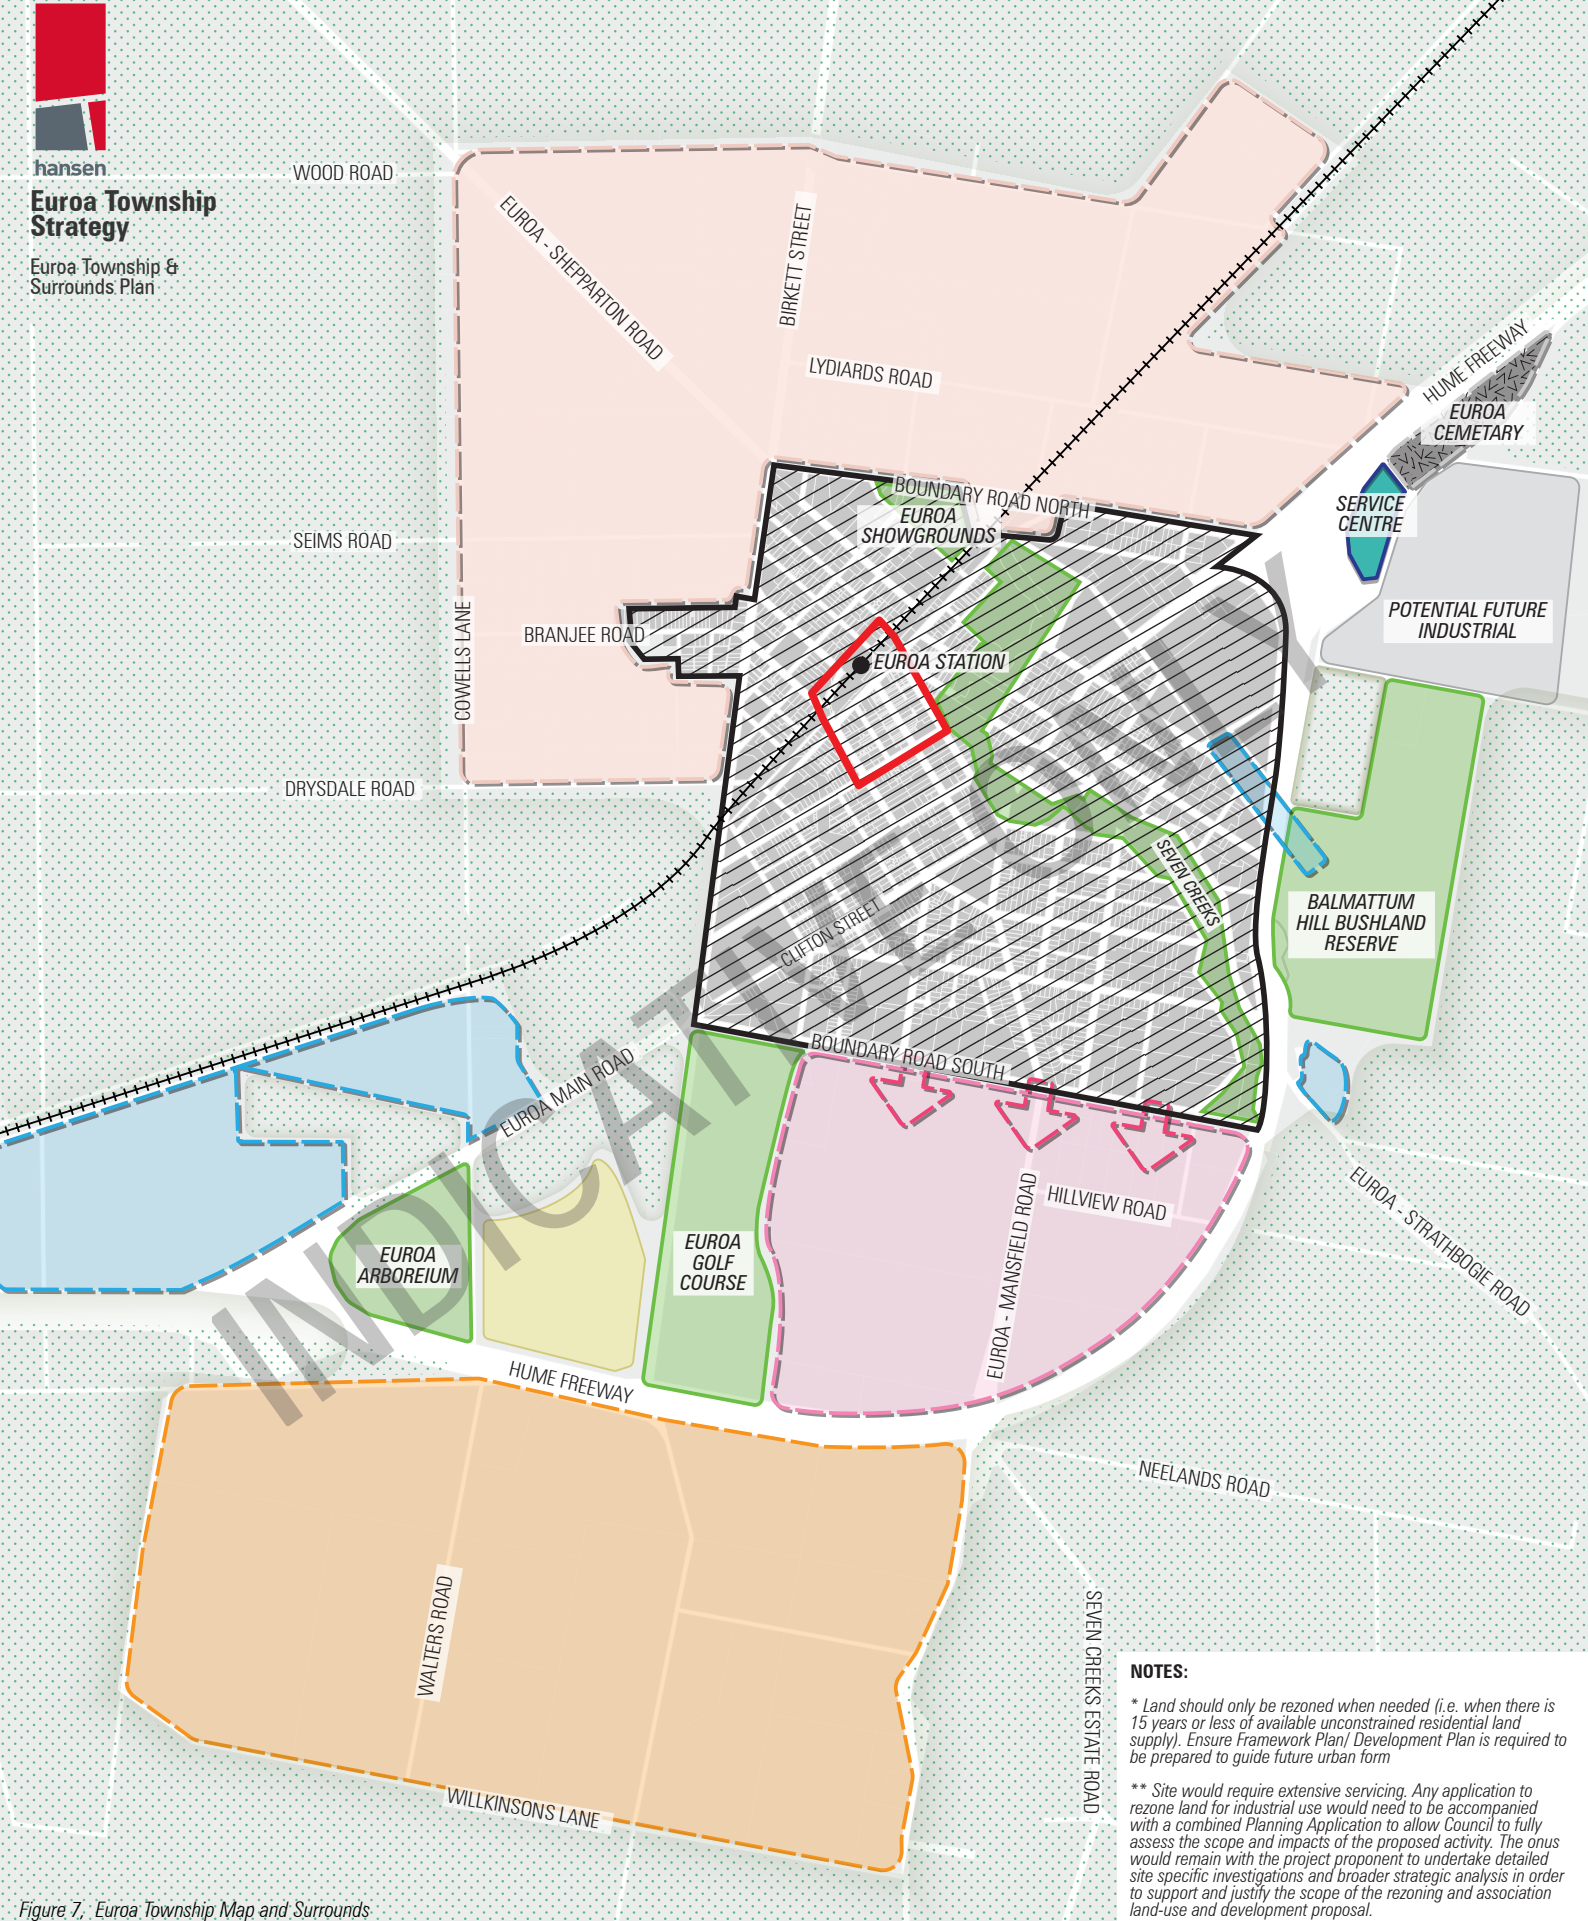 hansen
Euroa Township
Strategy
Euroa Township &
Surrounds Plan
WOOD ROAD
EUROA - SHEPPARTON ROAD
BIRKETT STREET
LYDIARDS ROAD
HUME FREEWAY
EUROA
CEMETARY
BOUNDARY ROAD NORTH
EUROA
SHOWGROUNDS
SERVICE
CENTRE
SEIMS ROAD
COWELLS LANE
BRANJEE ROAD
POTENTIAL FUTURE
INDUSTRIAL
EUROA STATION
DRYSDALE ROAD
SEVEN CREEKS
CLIFTON STREET
BALMATTUM
HILL BUSHLAND
RESERVE
INDICATIVE ONLY
BOUNDARY ROAD SOUTH
EUROA MAIN ROAD
EUROA - MANSFIELD ROAD
HILLVIEW ROAD
EUROA - STRATHBOGIE ROAD
EUROA
ARBOREIUM
EUROA
GOLF
COURSE
HUME FREEWAY
NEELANDS ROAD
WALTERS ROAD
SEVEN CREEKS ESTATE ROAD
WILLKINSONS LANE
NOTES:
* Land should only be rezoned when needed (i.e. when there is
15 years or less of available unconstrained residential land
supply). Ensure Framework Plan/ Development Plan is required to
be prepared to guide future urban form
** Site would require extensive servicing. Any application to
rezone land for industrial use would need to be accompanied
with a combined Planning Application to allow Council to fully
assess the scope and impacts of the proposed activity. The onus
would remain with the project proponent to undertake detailed
site specific investigations and broader strategic analysis in order
to support and justify the scope of the rezoning and association
land-use and development proposal.
Figure 7, Euroa Township Map and Surrounds